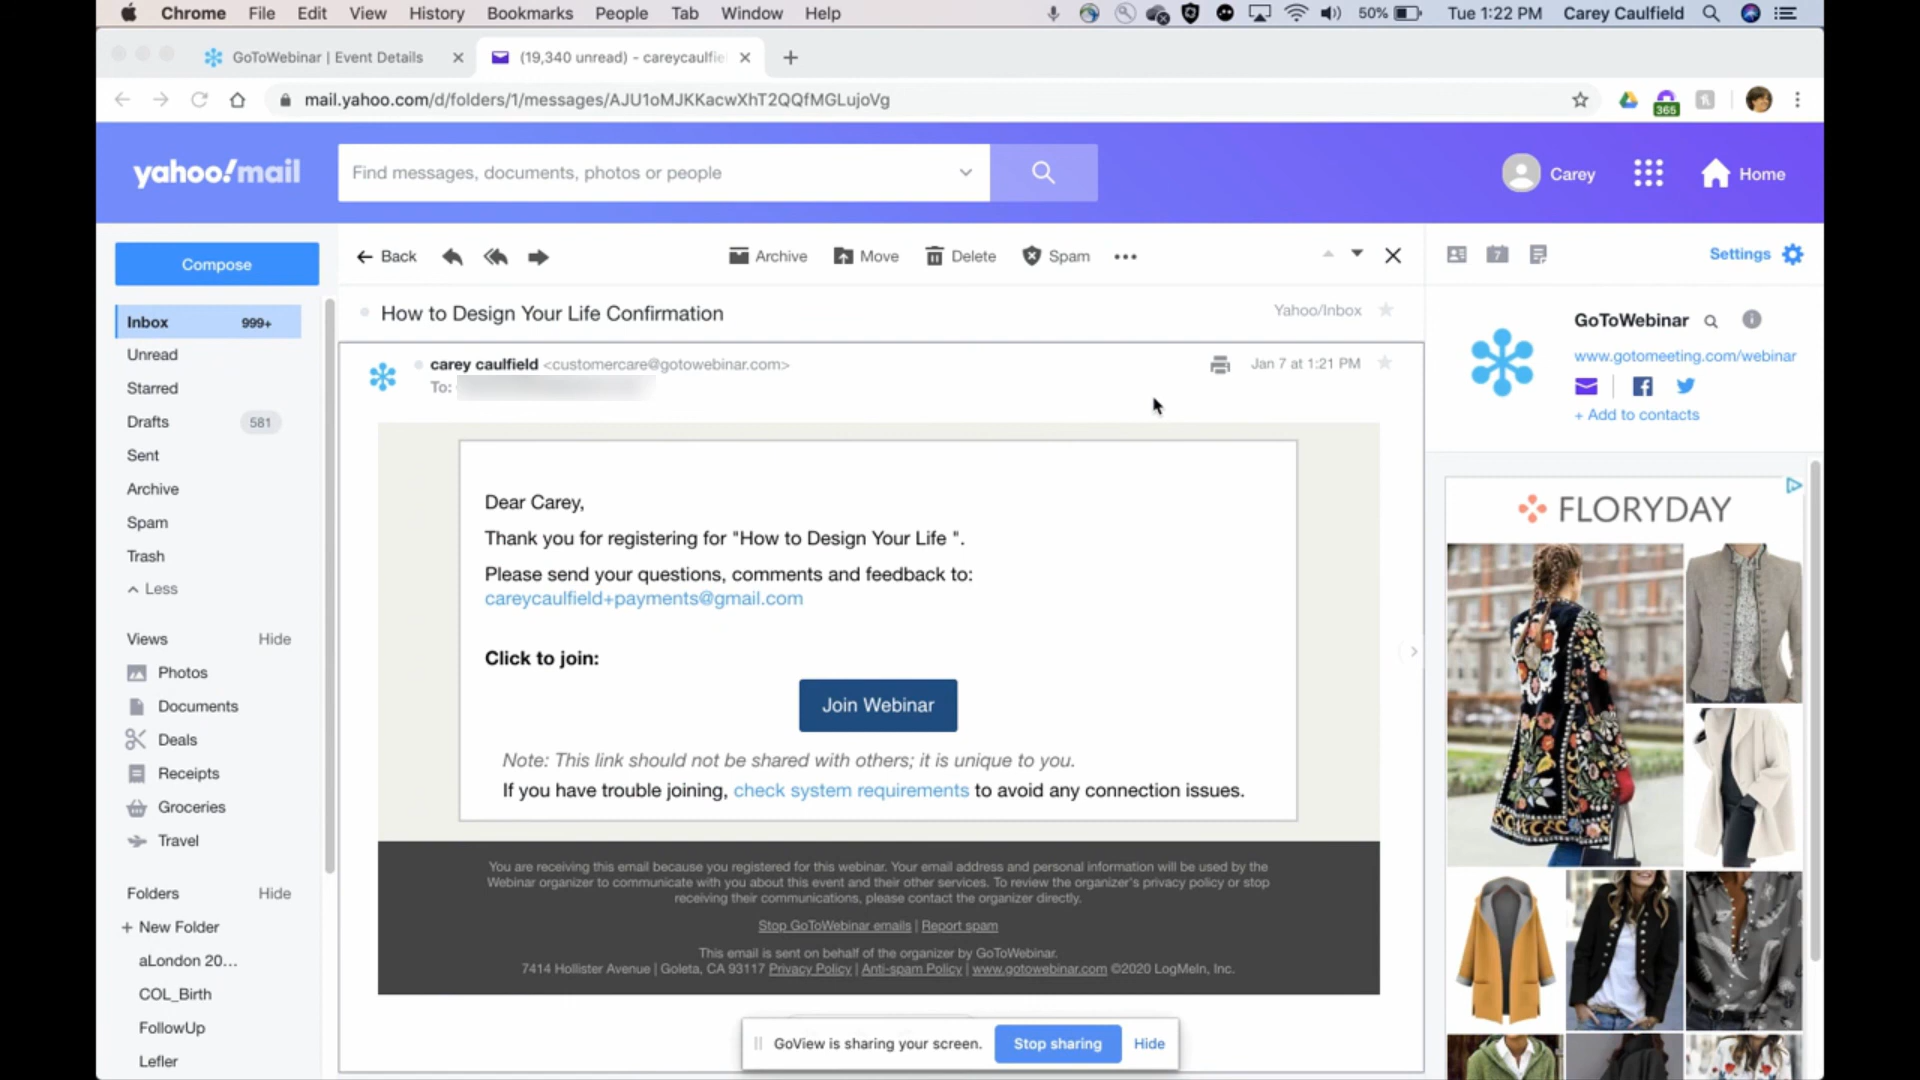 Chrome File Edit View History Bookmarks People Tab Window Help
50% Tue 1:22 PM Carey Caulfield
GoToWebinar | Event Details
(19,340 unread) - careycaulfie
mail.yahoo.com/d/folders/1/messages/AJU1oMJKKacwXhT2QQfMGLujoVg
365
yahoo!mail
Find messages, documents, photos or people
Carey
Home
Compose
Back
Archive Move Delete Spam
7
Settings
Inbox 999+
Unread
Starred
Drafts 581
Sent
Archive
Spam
Trash
Less
Views Hide
Photos
Documents
Deals
Receipts
Groceries
Travel
Folders Hide
+ New Folder
aLondon 20...
COL_Birth
FollowUp
Lefler
How to Design Your Life Confirmation
Yahoo/Inbox
carey caulfield <customercare@gotowebinar.com>
Jan 7 at 1:21 PM
To:
Dear Carey,
Thank you for registering for "How to Design Your Life ".
Please send your questions, comments and feedback to:
careycaulfield+payments@gmail.com
Click to join:
Join Webinar
Note: This link should not be shared with others; it is unique to you.
If you have trouble joining, check system requirements to avoid any connection issues.
You are receiving this email because you registered for this webinar. Your email address and personal information will be used by the
Webinar organizer to communicate with you about this event and their other services. To review the organizer's privacy policy or stop
receiving their communications, please contact the organizer directly.
Stop GoToWebinar emails | Report spam
This email is sent on behalf of the organizer by GoToWebinar.
7414 Hollister Avenue | Goleta, CA 93117 Privacy Policy | Anti-spam Policy | www.gotowebinar.com ©2020 LogMeIn, Inc.
GoView is sharing your screen.
Stop sharing
Hide
GoToWebinar
www.gotomeeting.com/webinar
+ Add to contacts
FLORYDAY